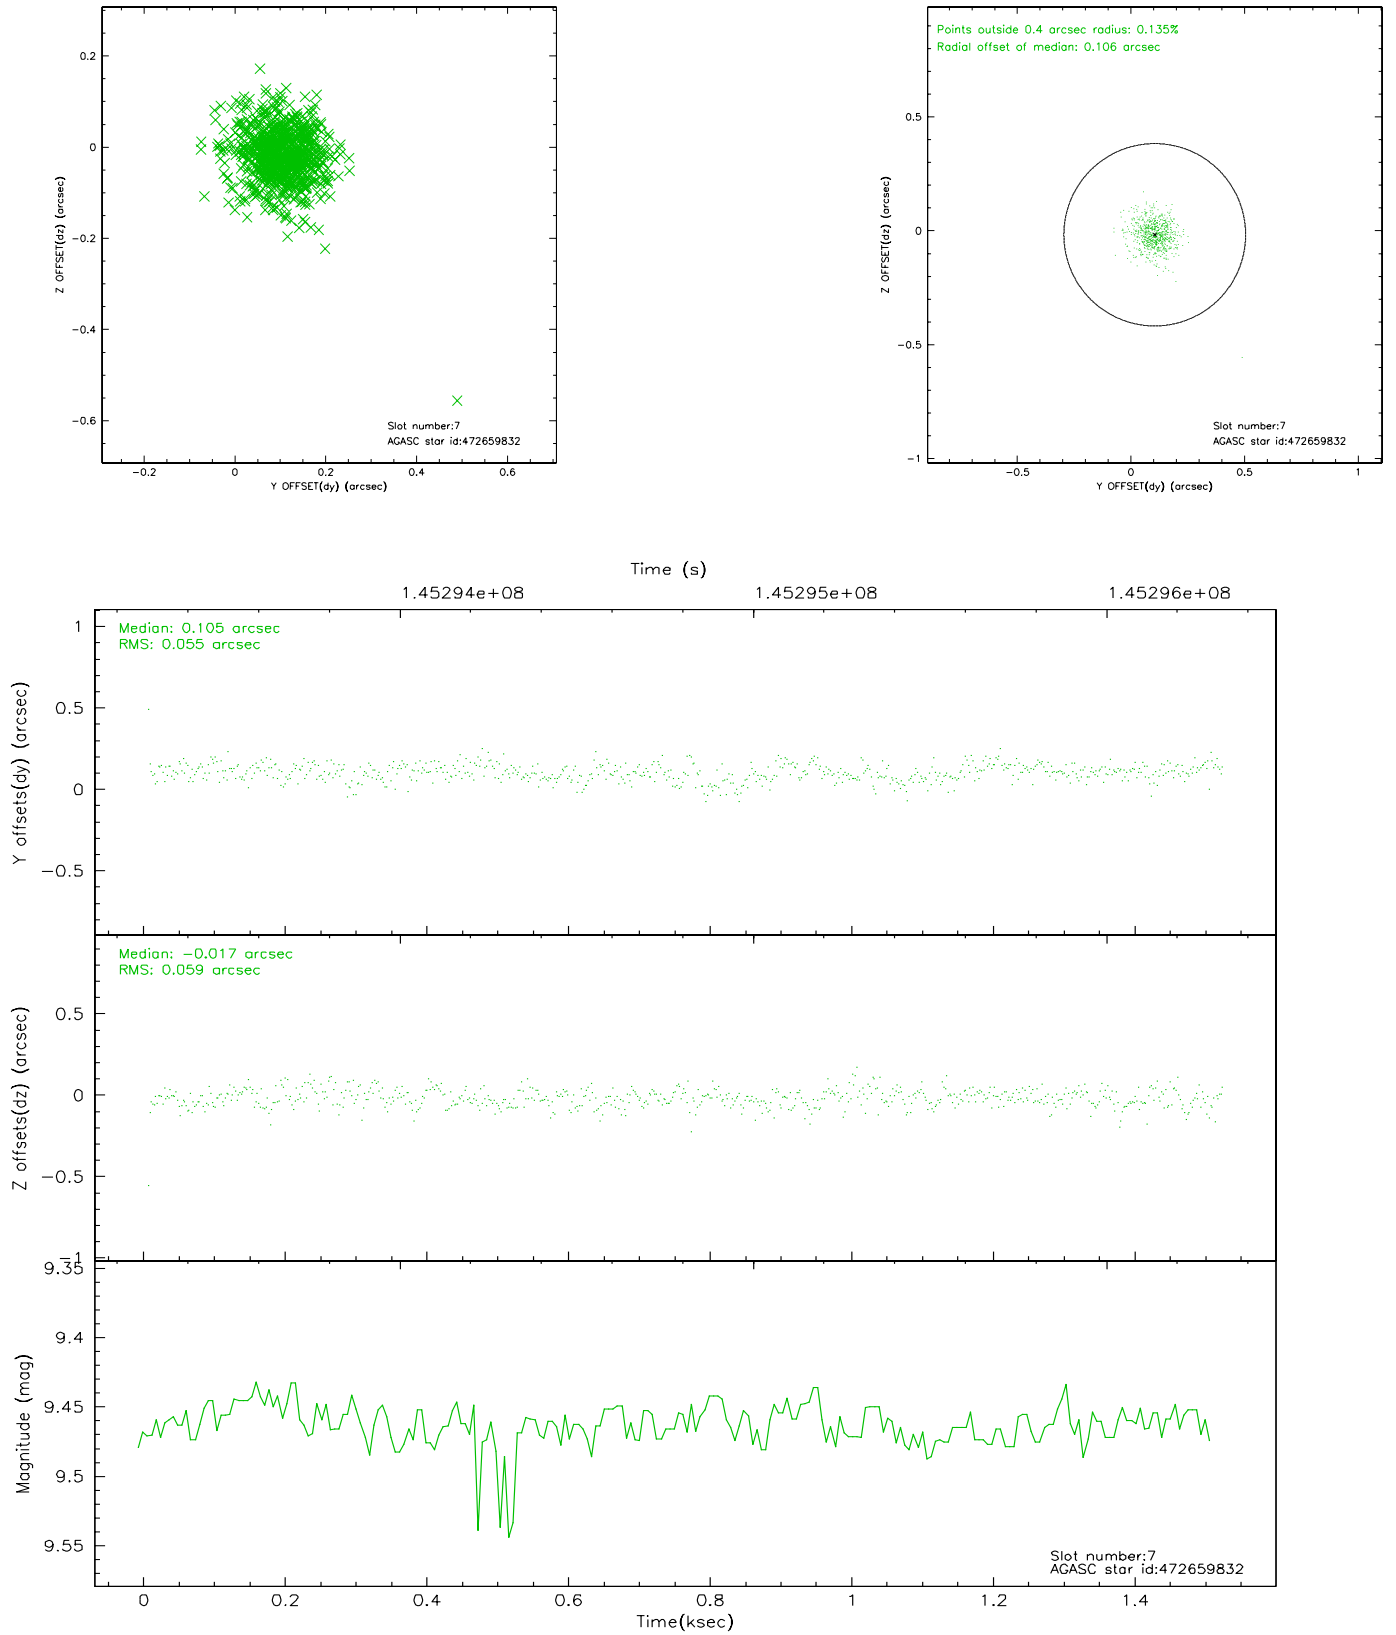 0.2
0
−0.2
−0.4
−0.6
Z OFFSET(dz) (arcsec)
Slot number:7
AGASC star id:472659832
−0.2
0
0.2
0.4
0.6
Y OFFSET(dy) (arcsec)
Points outside 0.4 arcsec radius: 0.135%
Radial offset of median: 0.106 arcsec
0.5
0
−0.5
−1
Z OFFSET(dz) (arcsec)
Slot number:7
AGASC star id:472659832
−0.5
0
0.5
1
Y OFFSET(dy) (arcsec)
Time (s)
1.45294e+08
1.45295e+08
1.45296e+08
Median: 0.105 arcsec
RMS: 0.055 arcsec
1
0.5
0
−0.5
Y offsets(dy) (arcsec)
Median: −0.017 arcsec
RMS: 0.059 arcsec
0.5
0
−0.5
−1
Z offsets(dz) (arcsec)
9.35
9.4
9.45
9.5
9.55
Magnitude (mag)
Slot number:7
AGASC star id:472659832
0
0.2
0.4
0.6
0.8
1
1.2
1.4
Time(ksec)